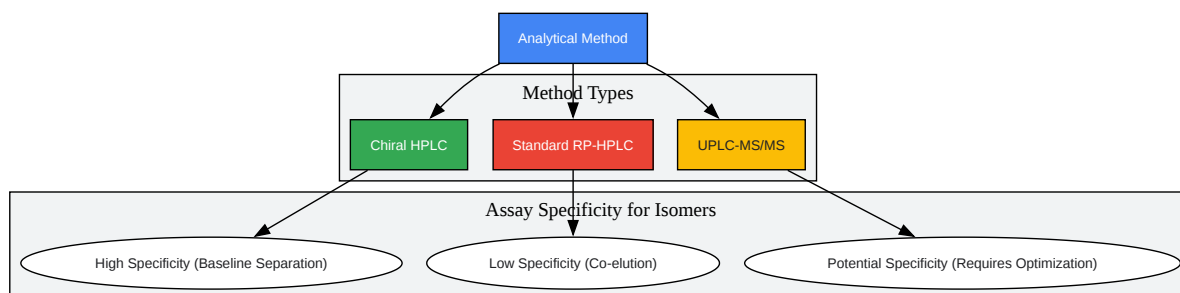 Analytical Method
Method Types
Chiral HPLC
Standard RP-HPLC
UPLC-MS/MS
Assay Specificity for Isomers
High Specificity (Baseline Separation)
Low Specificity (Co-elution)
Potential Specificity (Requires Optimization)